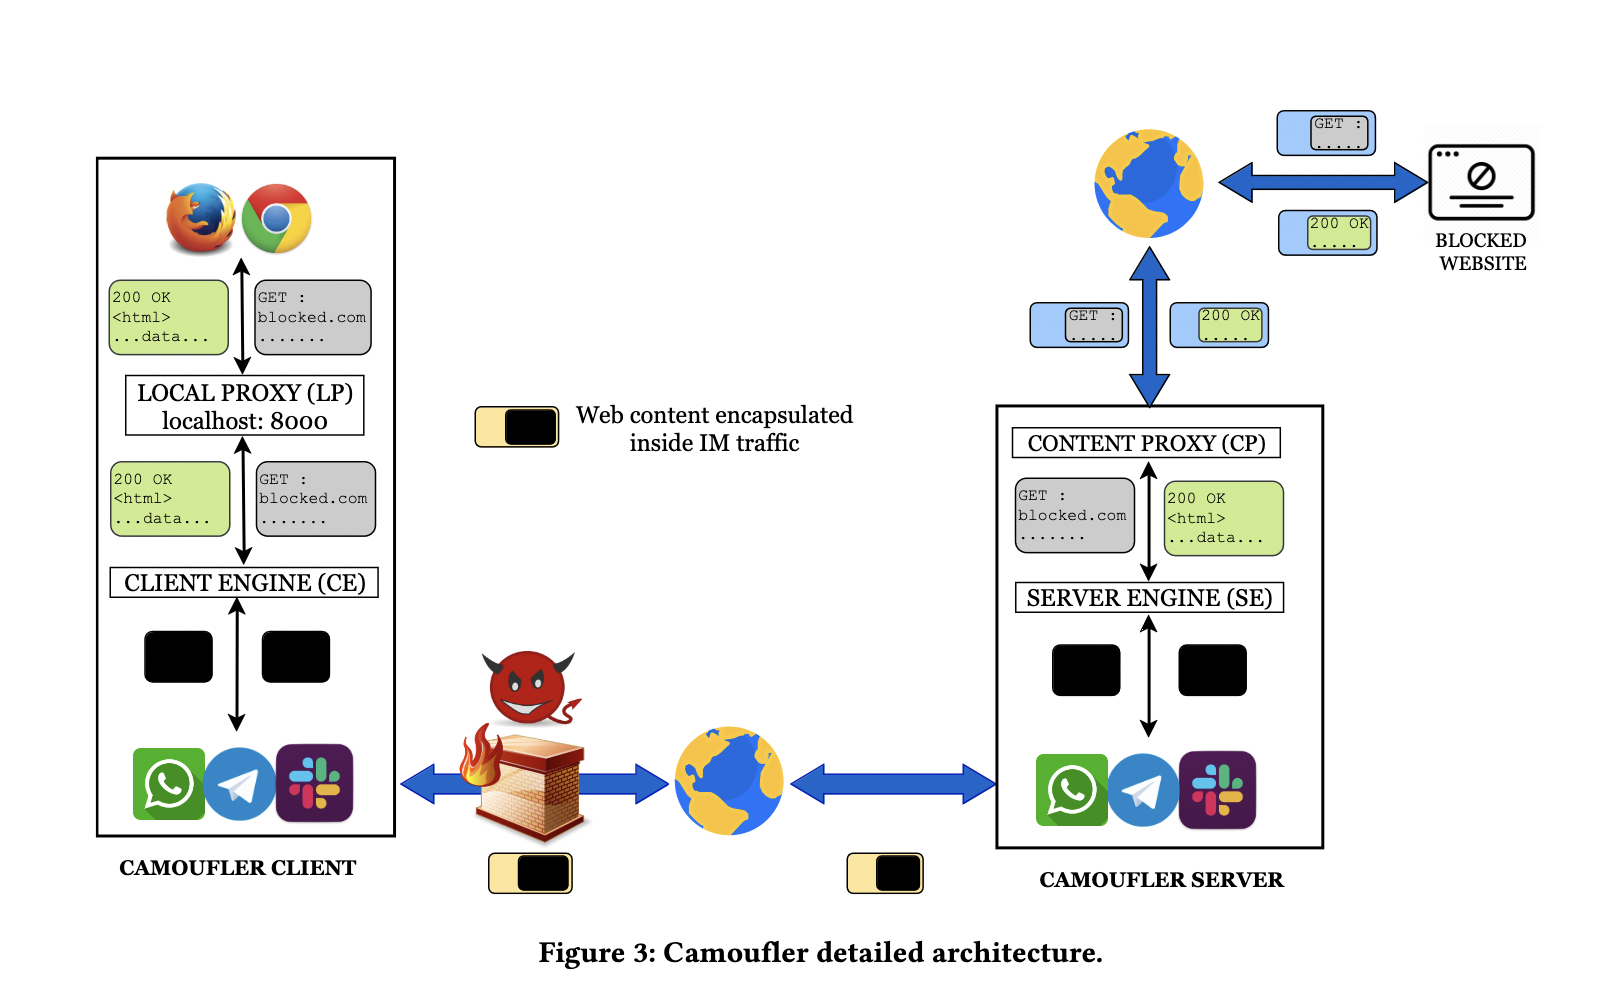 200 OK
<html>
...data...
GET :
blocked.com
.......
LOCAL PROXY (LP)
localhost: 8000
200 OK
<html>
...data...
GET :
blocked.com
.......
CLIENT ENGINE (CE)
CAMOUFLER CLIENT
Web content encapsulated
inside IM traffic
GET :
.....
200 OK
.....
BLOCKED
WEBSITE
GET :
.....
200 OK
.....
CONTENT PROXY (CP)
GET :
blocked.com
.......
200 OK
<html>
...data...
SERVER ENGINE (SE)
CAMOUFLER SERVER
Figure 3: Camoufler detailed architecture.